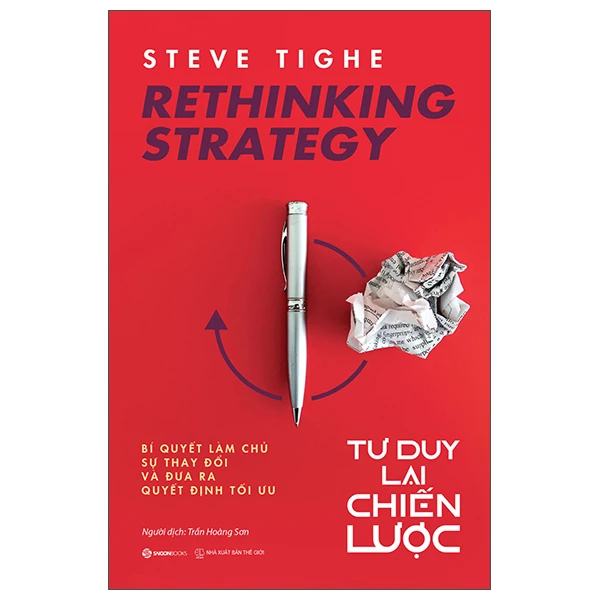 STEVE TIGHE
RETHINKING
STRATEGY
BÍ QUYẾT LÀM CHỦ
SỰ THAY ĐỔI
VÀ ĐƯA RA
QUYẾT ĐỊNH TỐI ƯU
TƯ DUY
LẠI
CHIẾN
LƯỢC
Người dịch: Trần Hoàng Sơn
SAIGONBOOKS
NHÀ XUẤT BẢN THẾ GIỚI